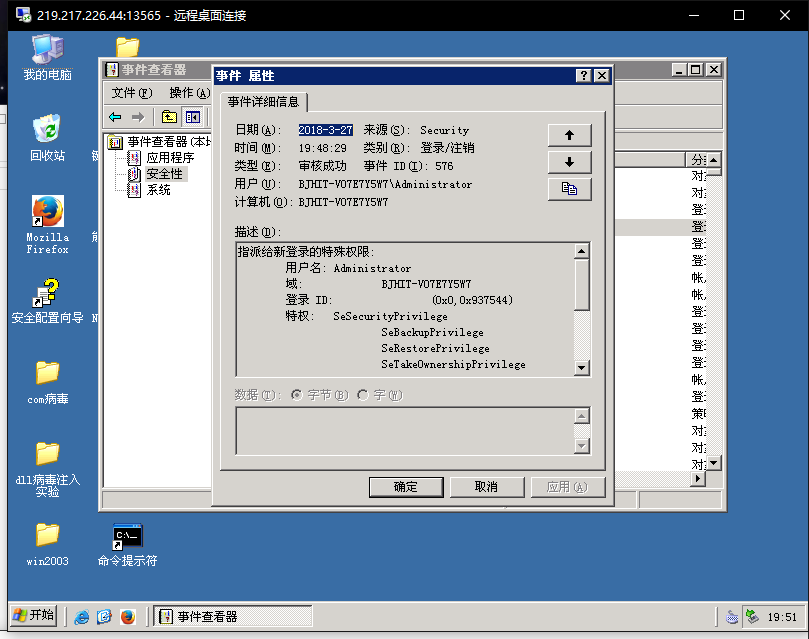 219.217.226.44:13565 - 远程桌面连接
我的电脑
回收站
Mozilla
Firefox
安全配置向导
com病毒
dll病毒注入
实验
win2003
命令提示符
事件查看器
文件(F) 操作(A)
事件查看器(本地
应用程序
安全性
系统
事件 属性
事件详细信息
日期(A): 2018-3-27 来源(S): Security
时间(M): 19:48:29 类别(R): 登录/注销
类型(E): 审核成功 事件 ID(I): 576
用户(U): BJHIT-VO7E7Y5W7\Administrator
计算机(O): BJHIT-VO7E7Y5W7
描述(D):
指派给新登录的特殊权限:
用户名: Administrator
域: BJHIT-VO7E7Y5W7
登录 ID: (0x0,0x937544)
特权: SeSecurityPrivilege
SeBackupPrivilege
SeRestorePrivilege
SeTakeOwnershipPrivilege
数据(T): 字节(B) 字(W)
确定 取消 应用(A)
分
对
对
登
登
登
登
帐
帐
登
登
登
登
帐
登
策
对
对
对
开始
事件查看器
19:51